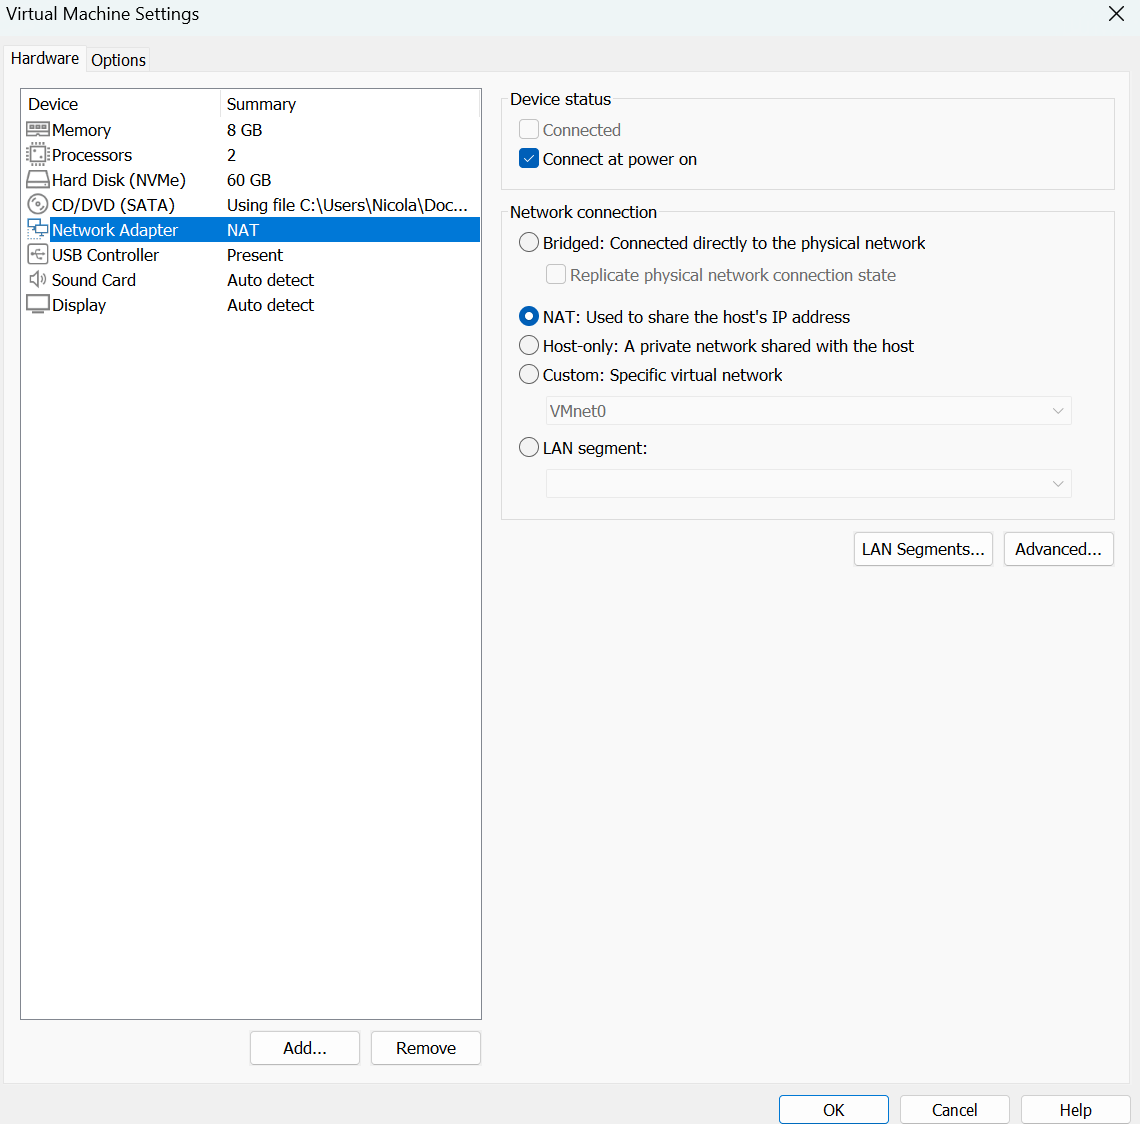 Virtual Machine Settings
Hardware Options
Device Summary
Memory 8 GB
Processors 2
Hard Disk (NVMe) 60 GB
CD/DVD (SATA) Using file C:\Users\Nicola\Doc...
Network Adapter NAT
USB Controller Present
Sound Card Auto detect
Display Auto detect
Add... Remove
Device status
Connected
Connect at power on
Network connection
Bridged: Connected directly to the physical network
Replicate physical network connection state
NAT: Used to share the host's IP address
Host-only: A private network shared with the host
Custom: Specific virtual network
VMnet0
LAN segment:
LAN Segments... Advanced...
OK Cancel Help